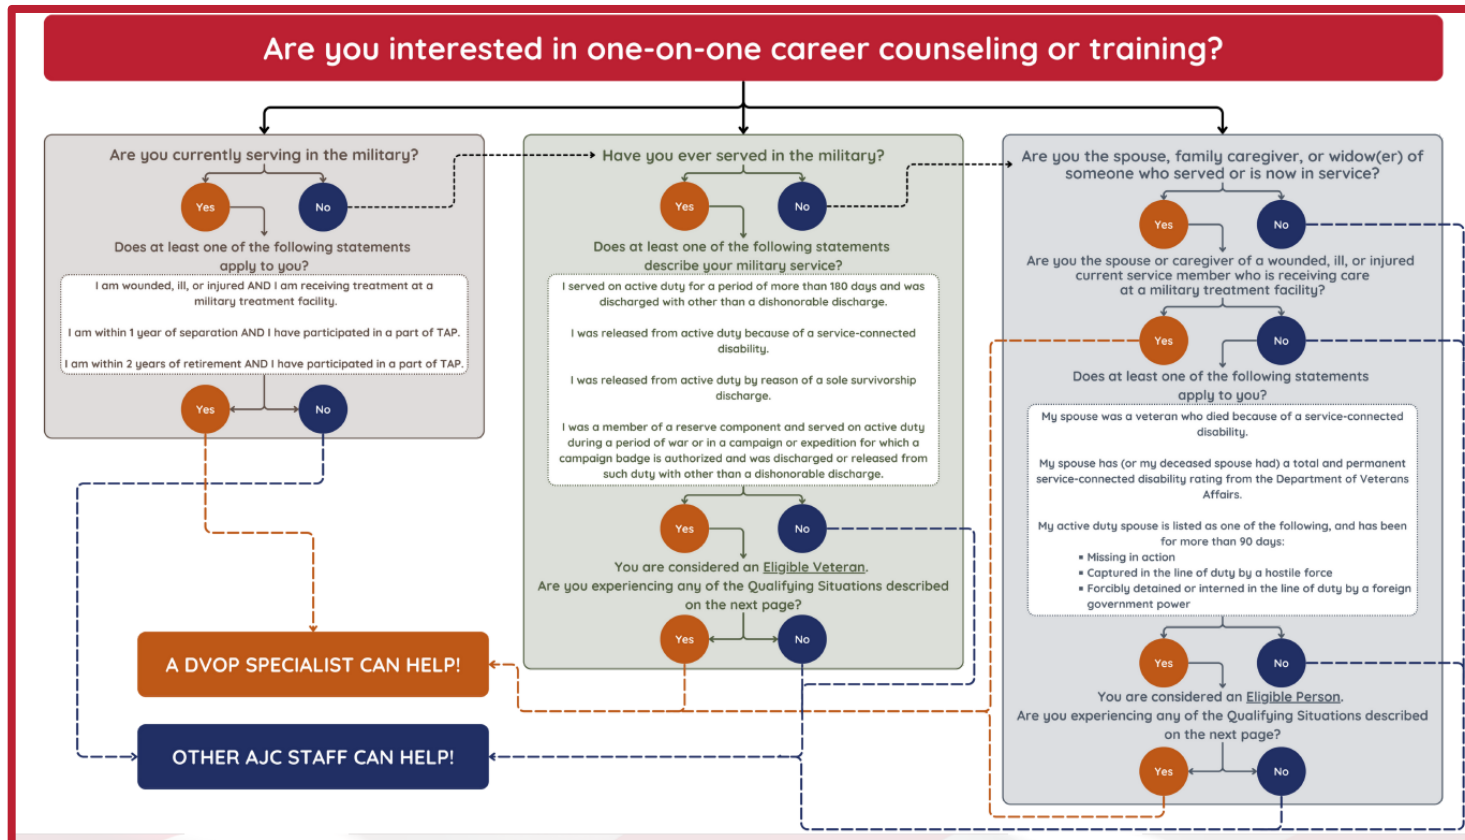 Are you interested in one-on-one career counseling or training?
Are you currently serving in the military?
Yes
No
Does at least one of the following statements
apply to you?
I am wounded, ill, or injured AND I am receiving treatment at a
military treatment facility.
I am within 1 year of separation AND I have participated in a part of TAP.
I am within 2 years of retirement AND I have participated in a part of TAP.
Yes
No
Have you ever served in the military?
Yes
No
Does at least one of the following statements
describe your military service?
I served on active duty for a period of more than 180 days and was
discharged with other than a dishonorable discharge.
I was released from active duty because of a service-connected
disability.
I was released from active duty by reason of a sole survivorship
discharge.
I was a member of a reserve component and served on active duty
during a period of war or in a campaign or expedition for which a
campaign badge is authorized and was discharged or released from
such duty with other than a dishonorable discharge.
Yes
No
You are considered an Eligible Veteran.
Are you experiencing any of the Qualifying Situations described
on the next page?
Yes
No
Are you the spouse, family caregiver, or widow(er) of
someone who served or is now in service?
Yes
No
Are you the spouse or caregiver of a wounded, ill, or injured
current service member who is receiving care
at a military treatment facility?
Yes
No
Does at least one of the following statements
apply to you?
My spouse was a veteran who died because of a service-connected
disability.
My spouse has (or my deceased spouse had) a total and permanent
service-connected disability rating from the Department of Veterans
Affairs.
My active duty spouse is listed as one of the following, and has been
for more than 90 days:
▪ Missing in action
▪ Captured in the line of duty by a hostile force
▪ Forcibly detained or interned in the line of duty by a foreign
government power
Yes
No
You are considered an Eligible Person.
Are you experiencing any of the Qualifying Situations described
on the next page?
Yes
No
A DVOP SPECIALIST CAN HELP!
OTHER AJC STAFF CAN HELP!